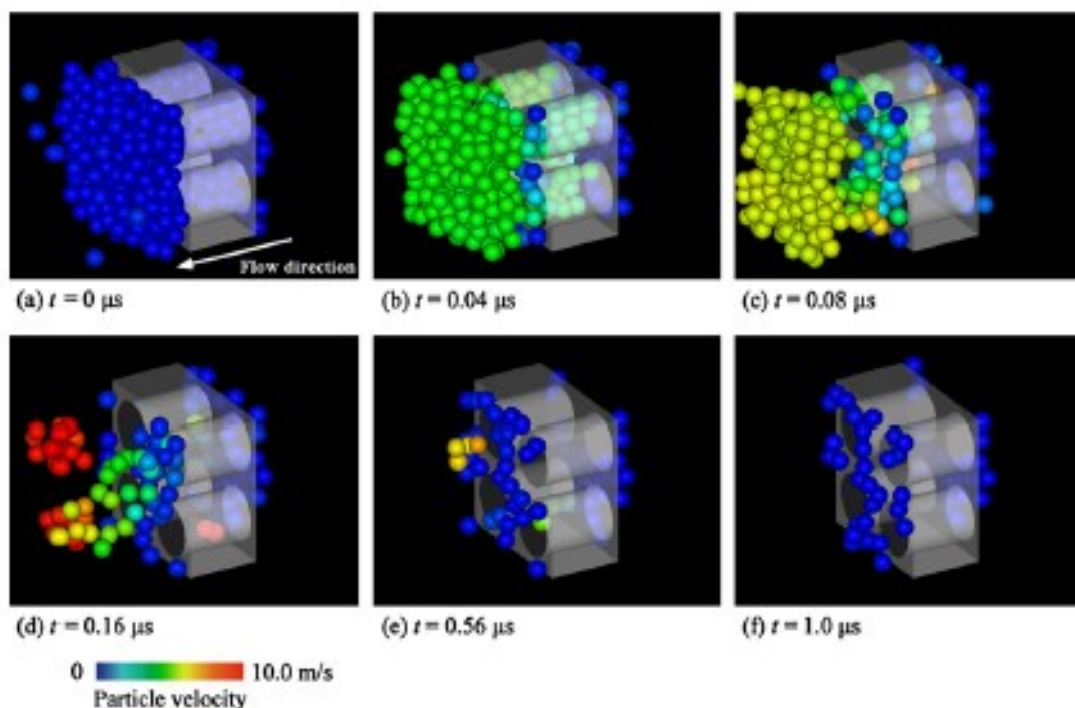 Flow direction
(a) t = 0 μs
(b) t = 0.04 μs
(c) t = 0.08 μs
(d) t = 0.16 μs
(e) t = 0.56 μs
(f) t = 1.0 μs
0 10.0 m/s
Particle velocity